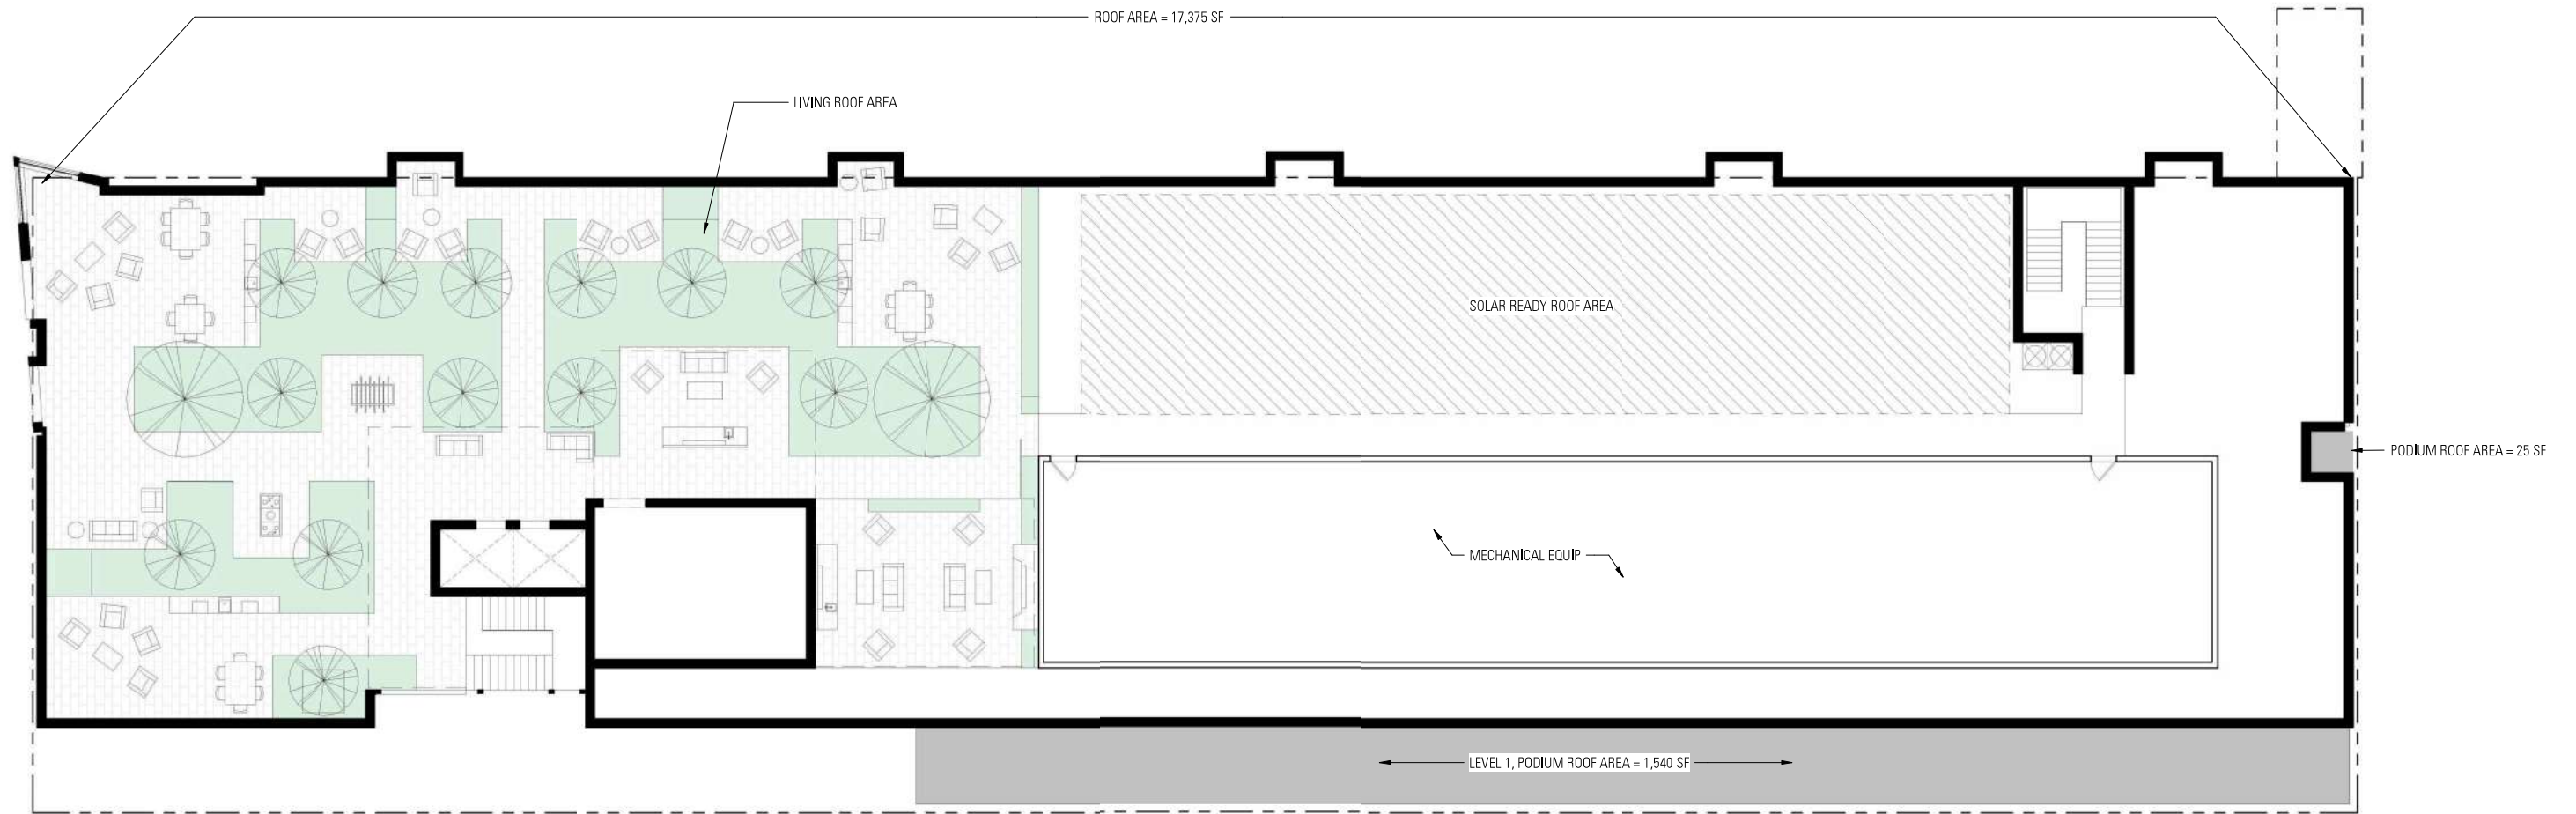 ROOF AREA = 17,375 SF
LIVING ROOF AREA
SOLAR READY ROOF AREA
PODIUM ROOF AREA = 25 SF
MECHANICAL EQUIP
LEVEL 1, PODIUM ROOF AREA = 1,540 SF